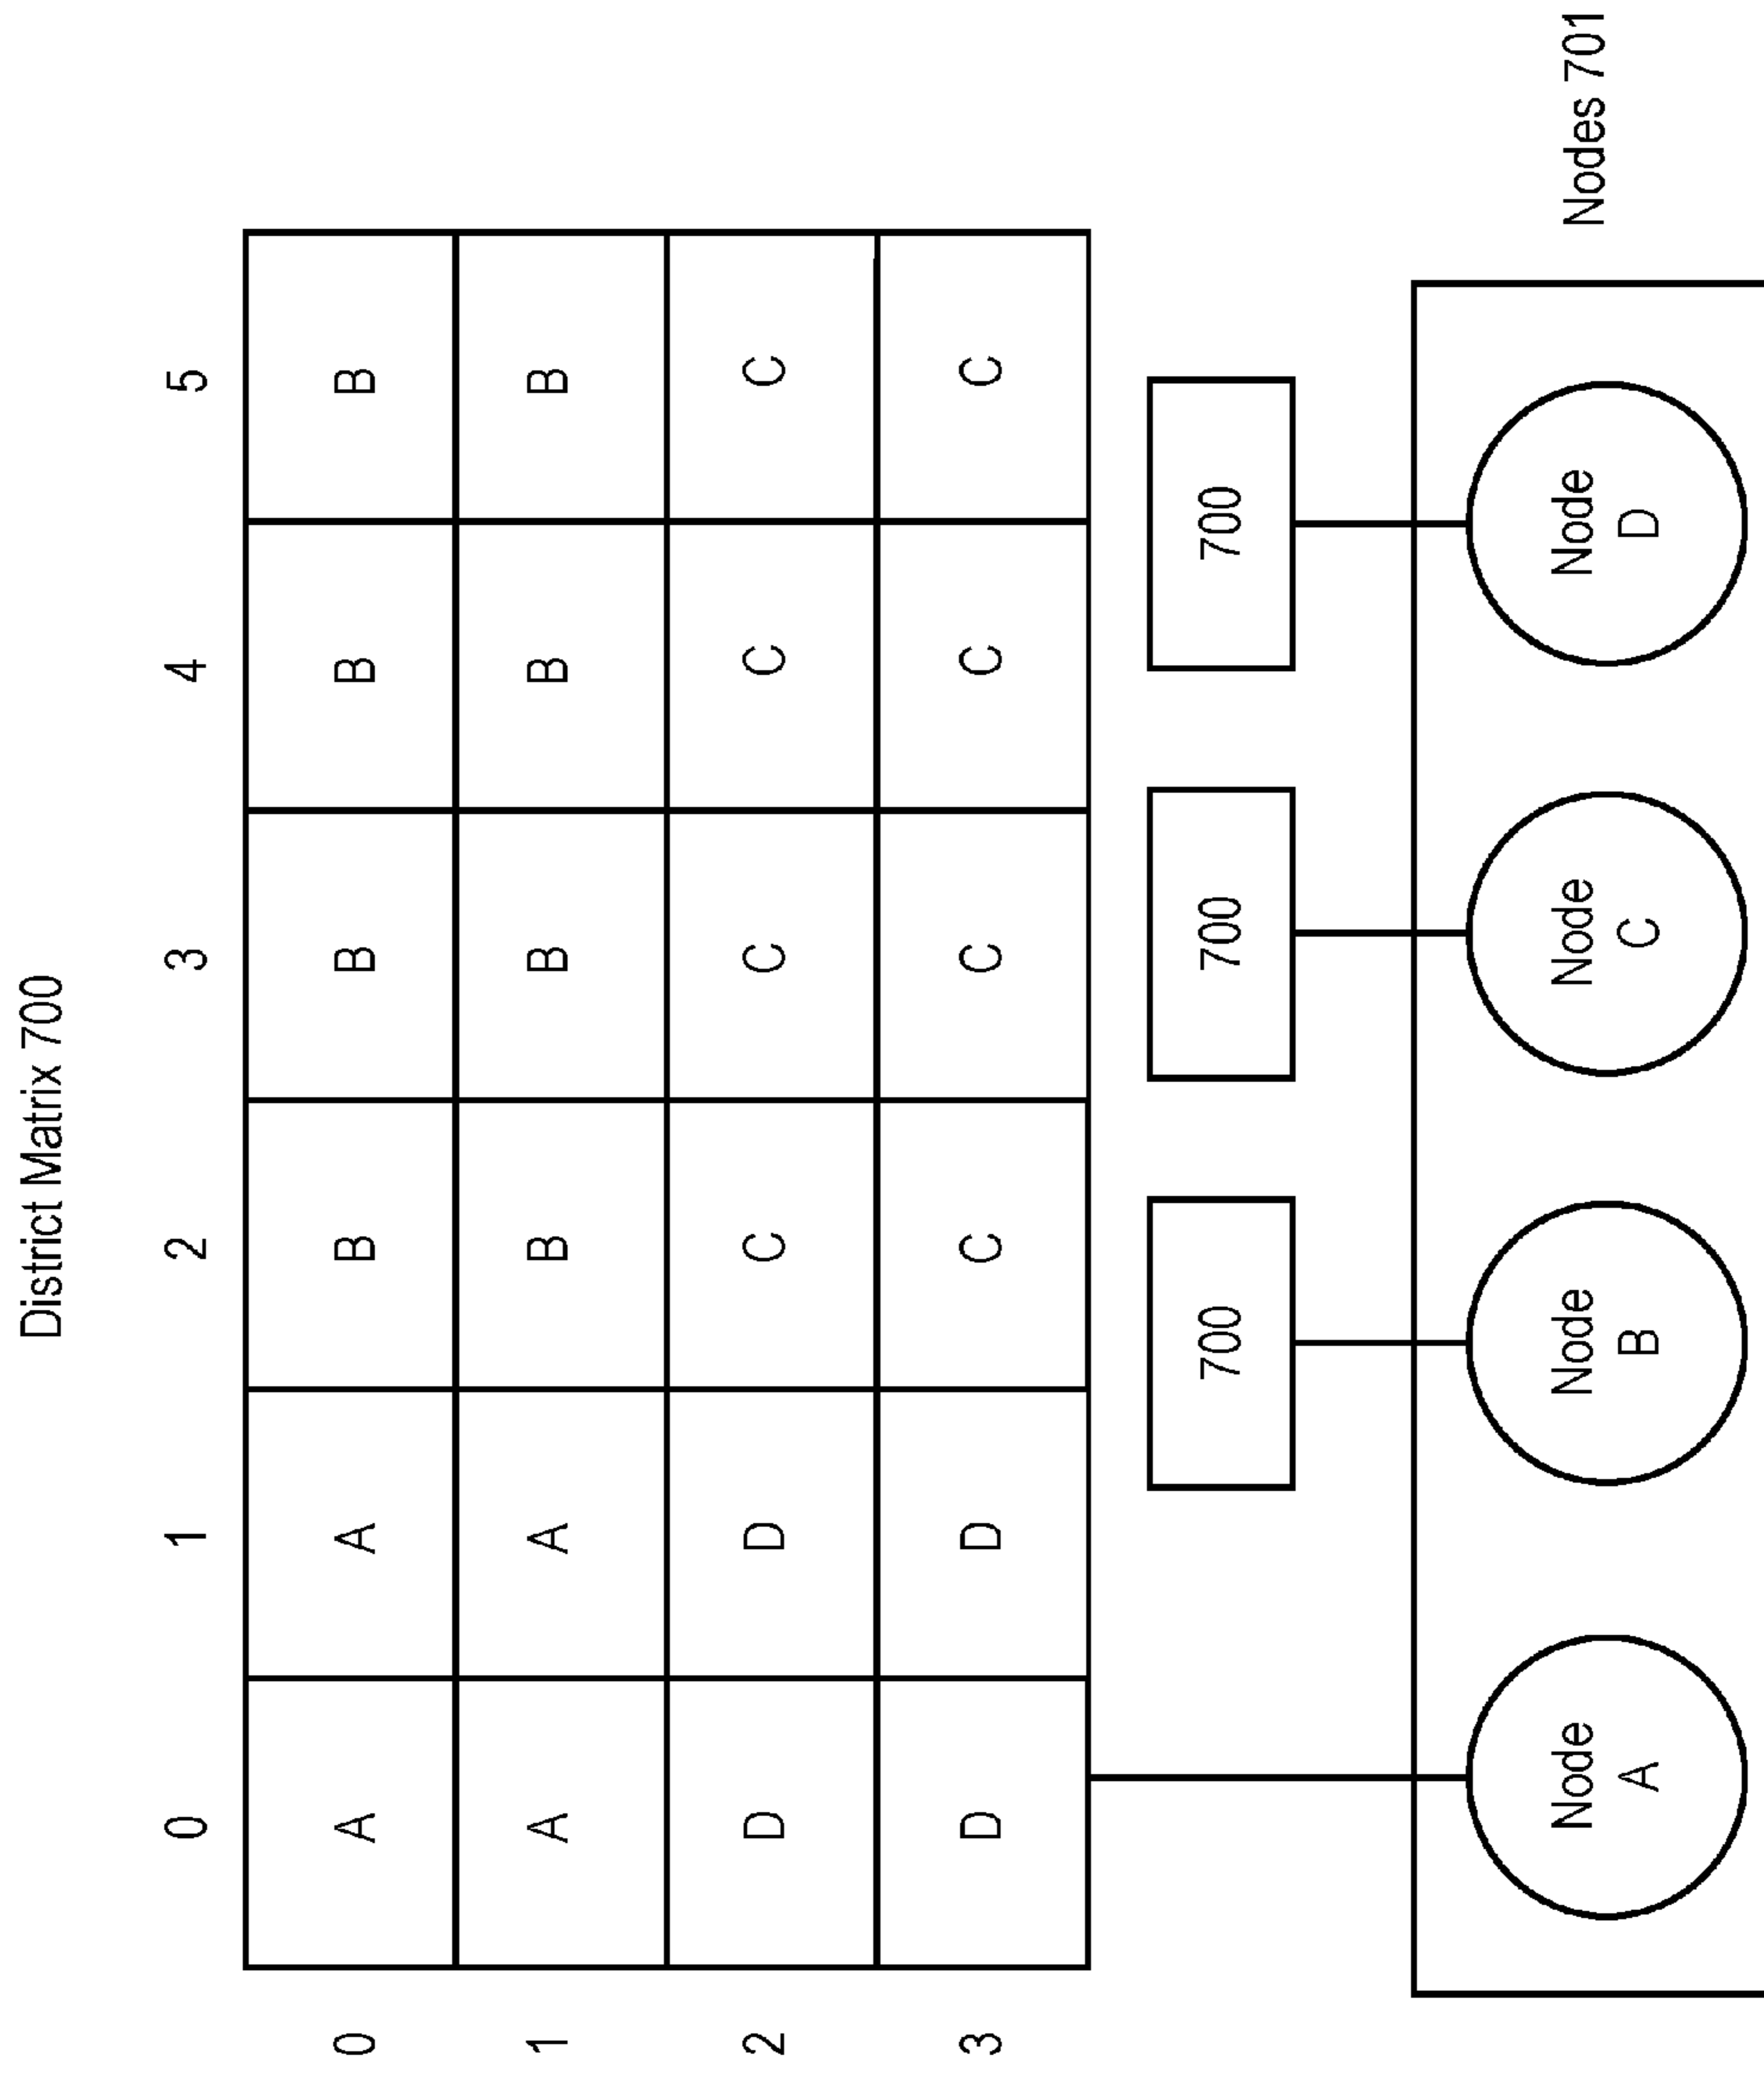 District Matrix 700
0 1 2 3 4 5
0 A A B B B B
1 A A B B B B
2 D D C C C C
3 D D C C C C
700 700 700
Nodes 701
Node A
Node B
Node C
Node D